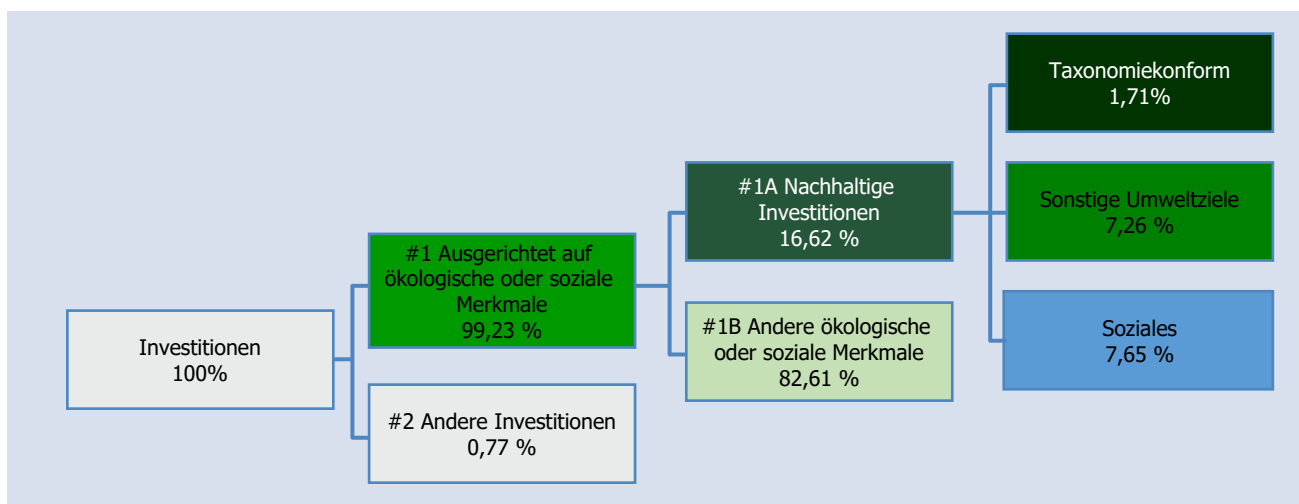 Investitionen
100%
#1 Ausgerichtet auf
ökologische oder soziale
Merkmale
99,23 %
#2 Andere Investitionen
0,77 %
#1A Nachhaltige
Investitionen
16,62 %
#1B Andere ökologische
oder soziale Merkmale
82,61 %
Taxonomiekonform
1,71%
Sonstige Umweltziele
7,26 %
Soziales
7,65 %